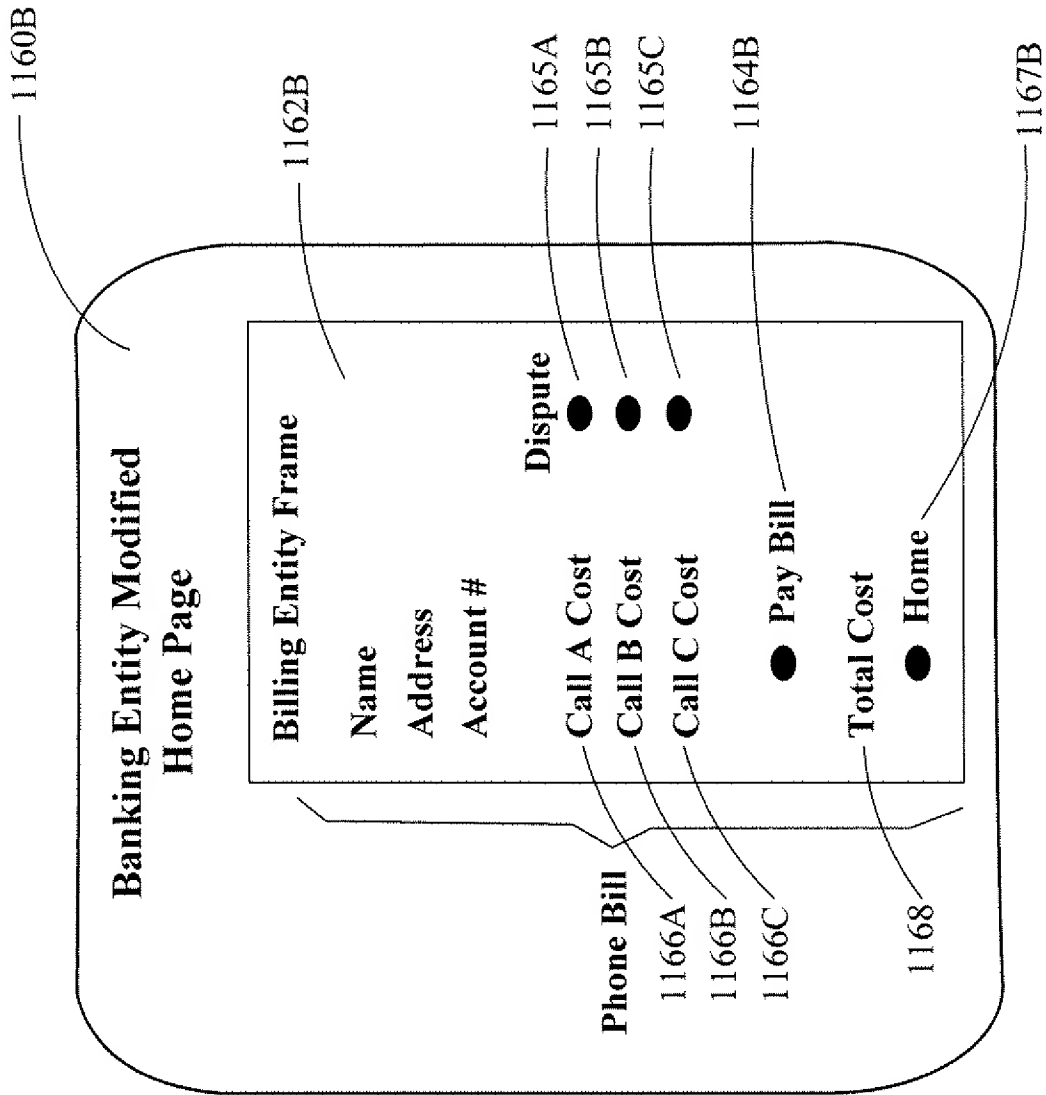 1160B
Banking Entity Modified
Home Page
1162B
Billing Entity Frame
Name
Address
Account #
Dispute
1165A
1165B
1165C
Call A Cost
Call B Cost
Call C Cost
Phone Bill
1166A
1166B
1166C
Pay Bill
1164B
Total Cost
1168
Home
1167B